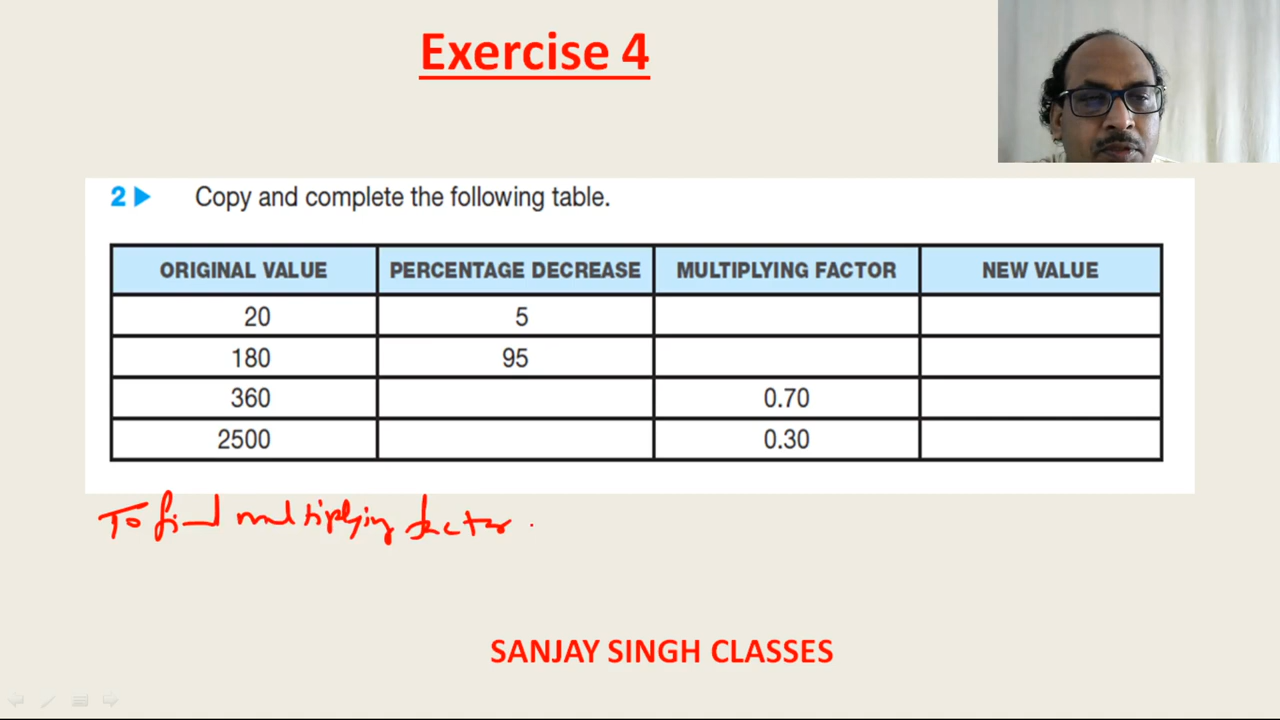 Exercise 4
2 ▶ Copy and complete the following table.
ORIGINAL VALUE PERCENTAGE DECREASE MULTIPLYING FACTOR NEW VALUE
20 5
180 95
360 0.70
2500 0.30
To find multiplying factor.
SANJAY SINGH CLASSES